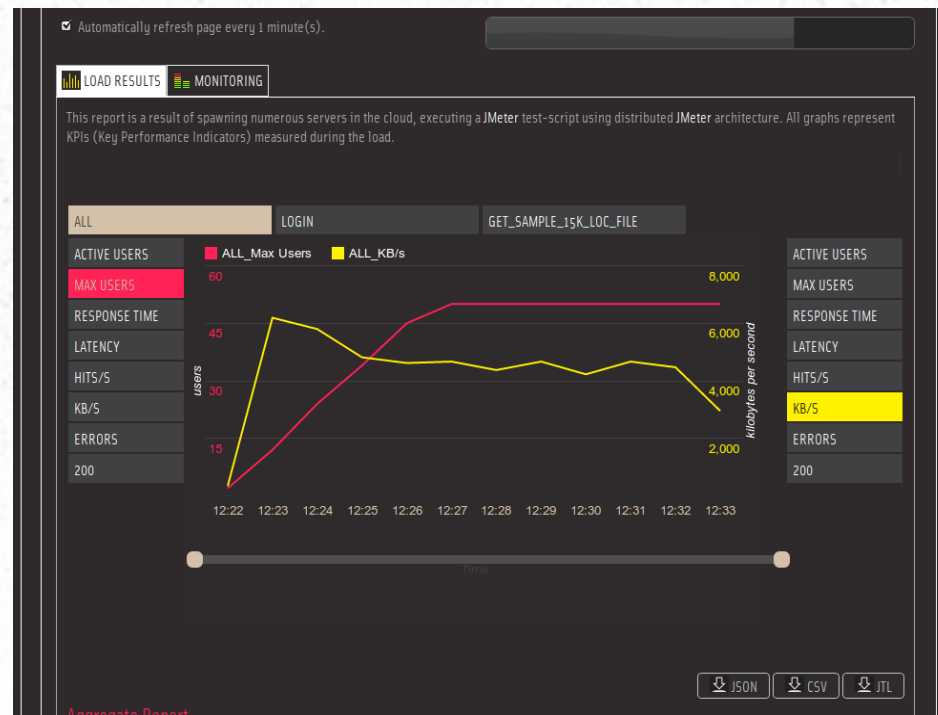 Automatically refresh page every 1 minute(s).
LOAD RESULTS
MONITORING
This report is a result of spawning numerous servers in the cloud, executing a JMeter test-script using distributed JMeter architecture. All graphs represent
KPIs (Key Performance Indicators) measured during the load.
ALL
LOGIN
GET_SAMPLE_15K_LOC_FILE
ACTIVE USERS
MAX USERS
RESPONSE TIME
LATENCY
HITS/S
KB/S
ERRORS
200
ALL_Max Users
ALL_KB/s
60
45
30
15
users
8,000
6,000
4,000
2,000
kilobytes per second
12:22 12:23 12:24 12:25 12:26 12:27 12:28 12:29 12:30 12:31 12:32 12:33
Time
ACTIVE USERS
MAX USERS
RESPONSE TIME
LATENCY
HITS/S
KB/S
ERRORS
200
JSON
CSV
JTL
Aggregate Report